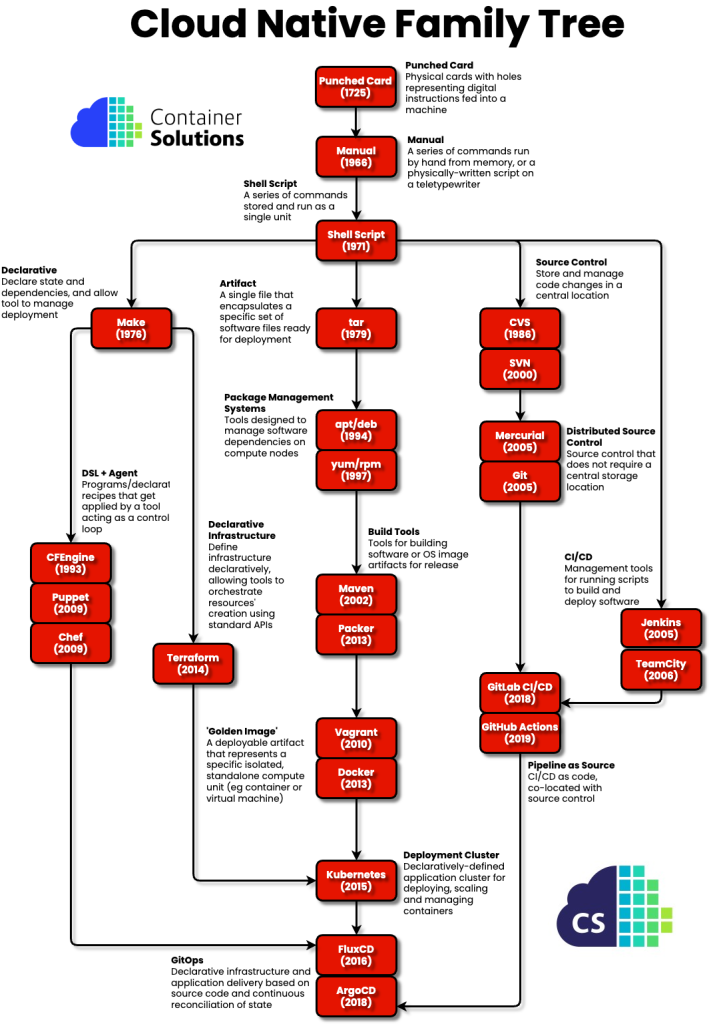 Cloud Native Family Tree
Container
Solutions
Punched Card
(1725)
Punched Card
Physical cards with holes
representing digital
instructions fed into a
machine
Manual
(1966)
Manual
A series of commands run
by hand from memory, or a
physically-written script on
a teletypewriter
Shell Script
A series of commands
stored and run as a
single unit
Shell Script
(1971)
Declarative
Declare state and
dependencies, and allow
tool to manage
deployment
Make
(1976)
Artifact
A single file that
encapsulates a
specific set of
software files ready
for deployment
tar
(1979)
Source Control
Store and manage
code changes in a
central location
CVS
(1986)
SVN
(2000)
Package Management
Systems
Tools designed to
manage software
dependencies on
compute nodes
apt/deb
(1994)
yum/rpm
(1997)
Mercurial
(2005)
Git
(2005)
Distributed Source
Control
Source control that
does not require a
central storage
location
DSL + Agent
Programs/declarat
recipes that get
applied by a tool
acting as a control
loop
CFEngine
(1993)
Puppet
(2009)
Chef
(2009)
Declarative
Infrastructure
Define
infrastructure
declaratively,
allowing tools to
orchestrate
resources'
creation using
standard APIs
Terraform
(2014)
Build Tools
Tools for building
software or OS image
artifacts for release
Maven
(2002)
Packer
(2013)
CI/CD
Management tools
for running scripts
to build and
deploy software
Jenkins
(2005)
TeamCity
(2006)
GitLab CI/CD
(2018)
GitHub Actions
(2019)
Pipeline as Source
CI/CD as code,
co-located with
source control
'Golden Image'
A deployable artifact
that represents a
specific isolated,
standalone compute
unit (eg container or
virtual machine)
Vagrant
(2010)
Docker
(2013)
Kubernetes
(2015)
Deployment Cluster
Declaratively-defined
application cluster for
deploying, scaling
and managing
containers
CS
GitOps
Declarative infrastructure and
application delivery based on
source code and continuous
reconciliation of state
FluxCD
(2016)
ArgoCD
(2018)